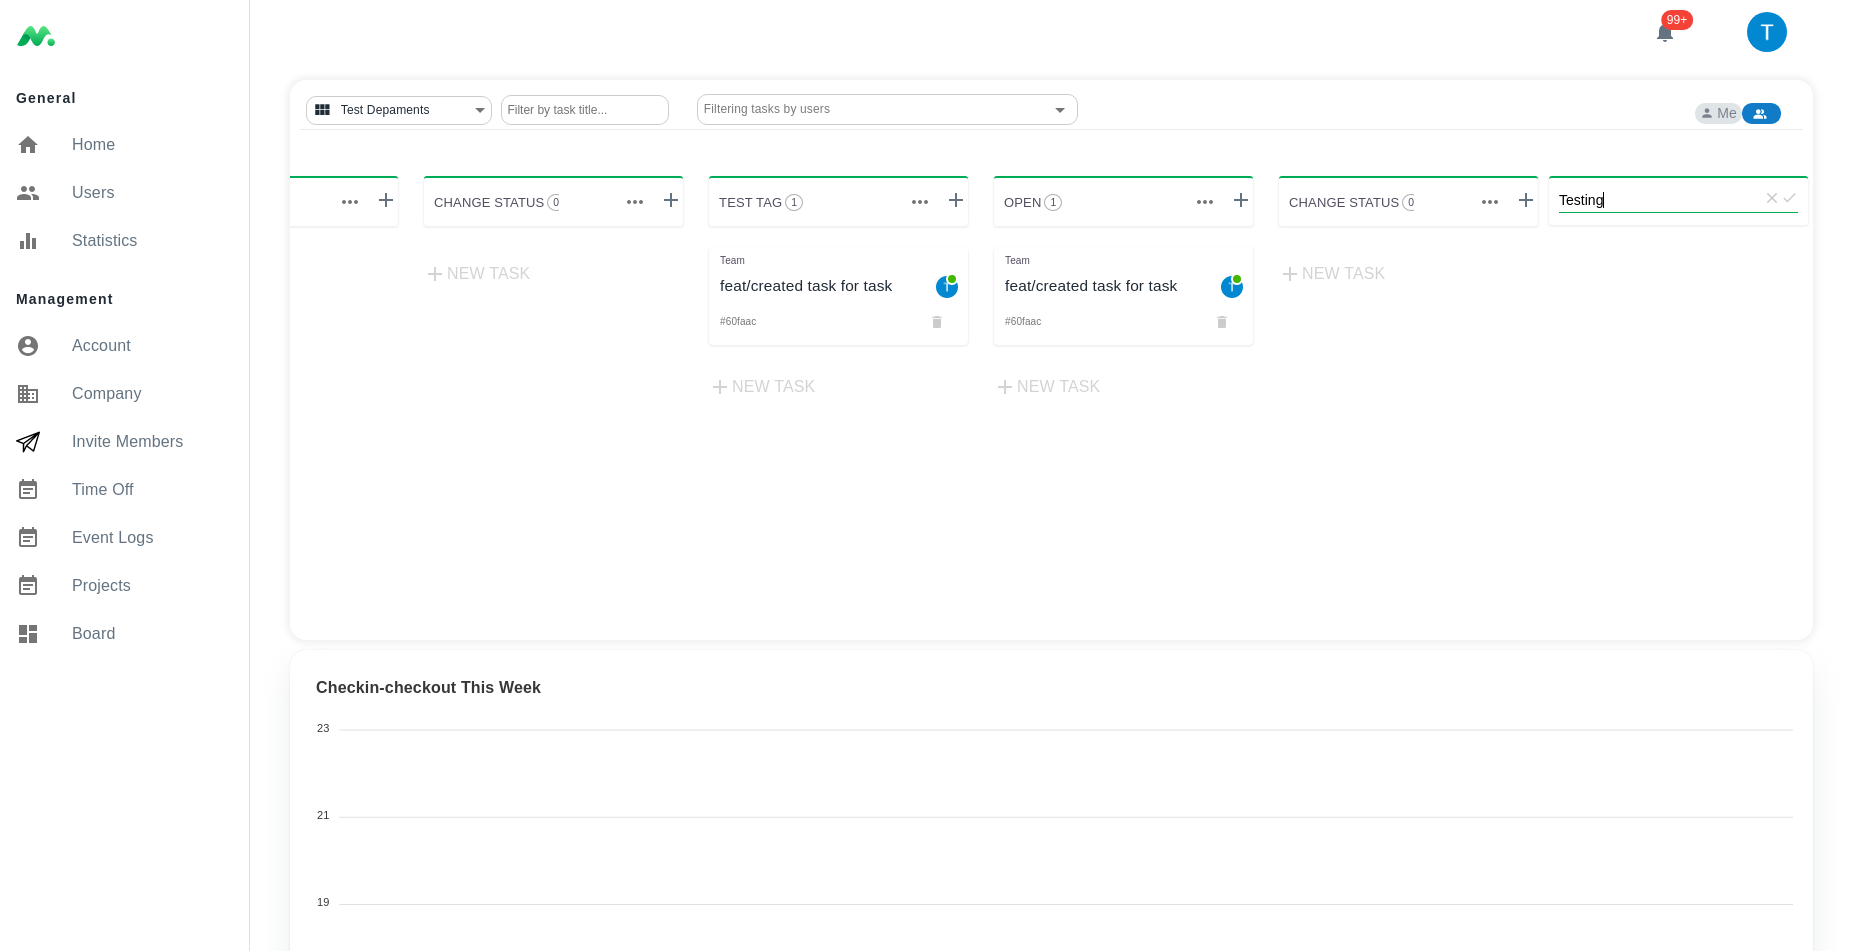 99+
T
General
Home
Users
Statistics
Management
Account
Company
Invite Members
Time Off
Event Logs
Projects
Board
Test Depaments
Filter by task title...
Filtering tasks by users
Me
CHANGE STATUS 0
TEST TAG 1
OPEN 1
CHANGE STATUS 0
Testing
NEW TASK
Team
feat/created task for task
T
#60faac
NEW TASK
Team
feat/created task for task
T
#60faac
NEW TASK
NEW TASK
Checkin-checkout This Week
23
21
19